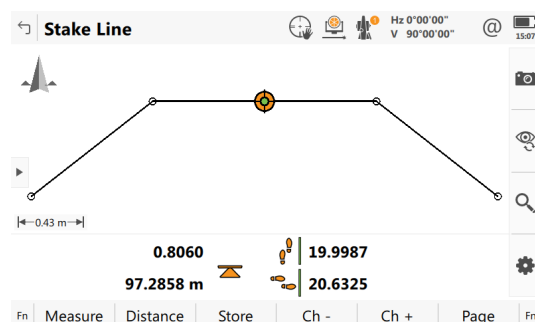 Stake Line
Hz 0°00'00"
V 90°00'00"
@
15:07
0.43 m
0.8060
19.9987
97.2858 m
20.6325
Fn Measure Distance Store Ch - Ch + Page Fn